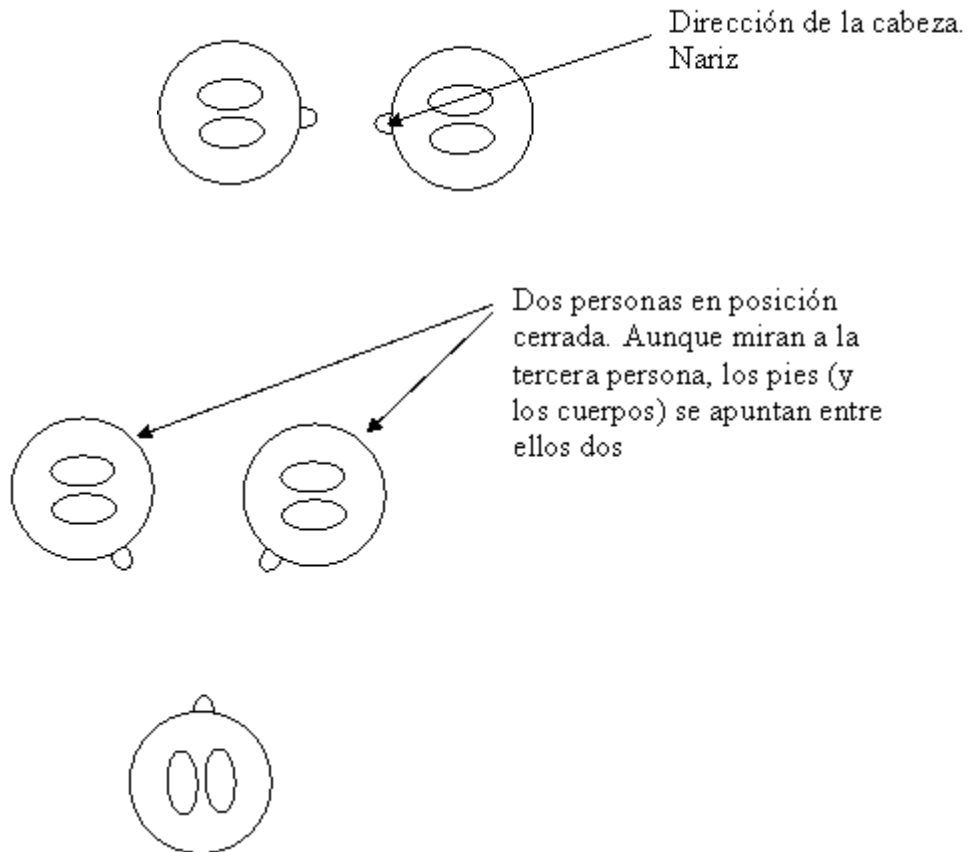 Dirección de la cabeza.
Nariz
Dos personas en posición
cerrada. Aunque miran a la
tercera persona, los pies (y
los cuerpos) se apuntan entre
ellos dos